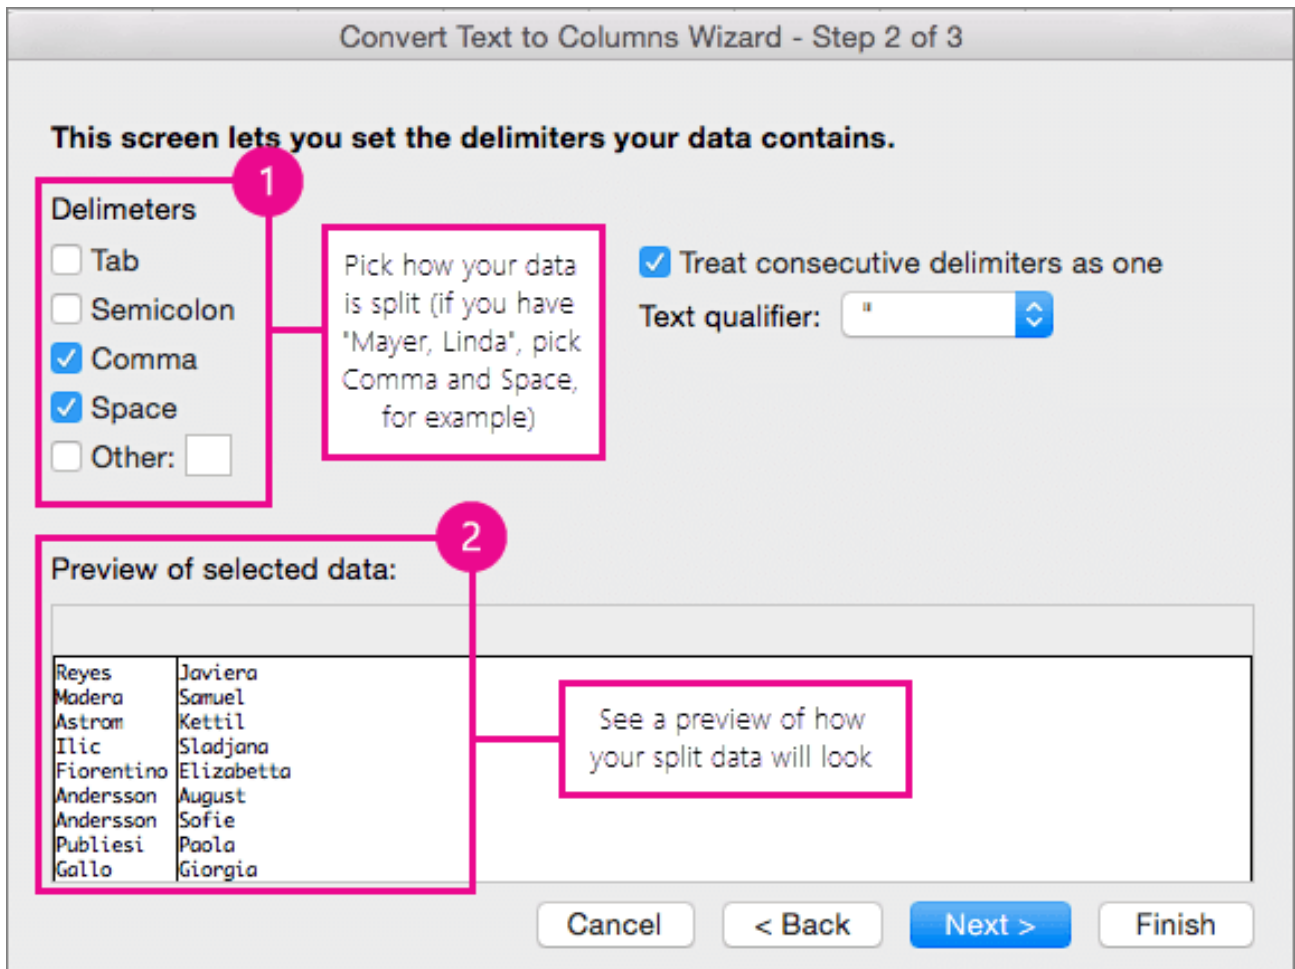 Convert Text to Columns Wizard - Step 2 of 3
This screen lets you set the delimiters your data contains.
1
Delimeters
Tab
Semicolon
Comma
Space
Other:
Pick how your data
is split (if you have
"Mayer, Linda", pick
Comma and Space,
for example)
Treat consecutive delimiters as one
Text qualifier: "
2
Preview of selected data:
Reyes Javiera
Madera Samuel
Astrom Kettil
Ilic Sladjana
Fiorentino Elizabetta
Andersson August
Andersson Sofie
Publiesi Paola
Gallo Giorgia
See a preview of how
your split data will look
Cancel < Back Next > Finish